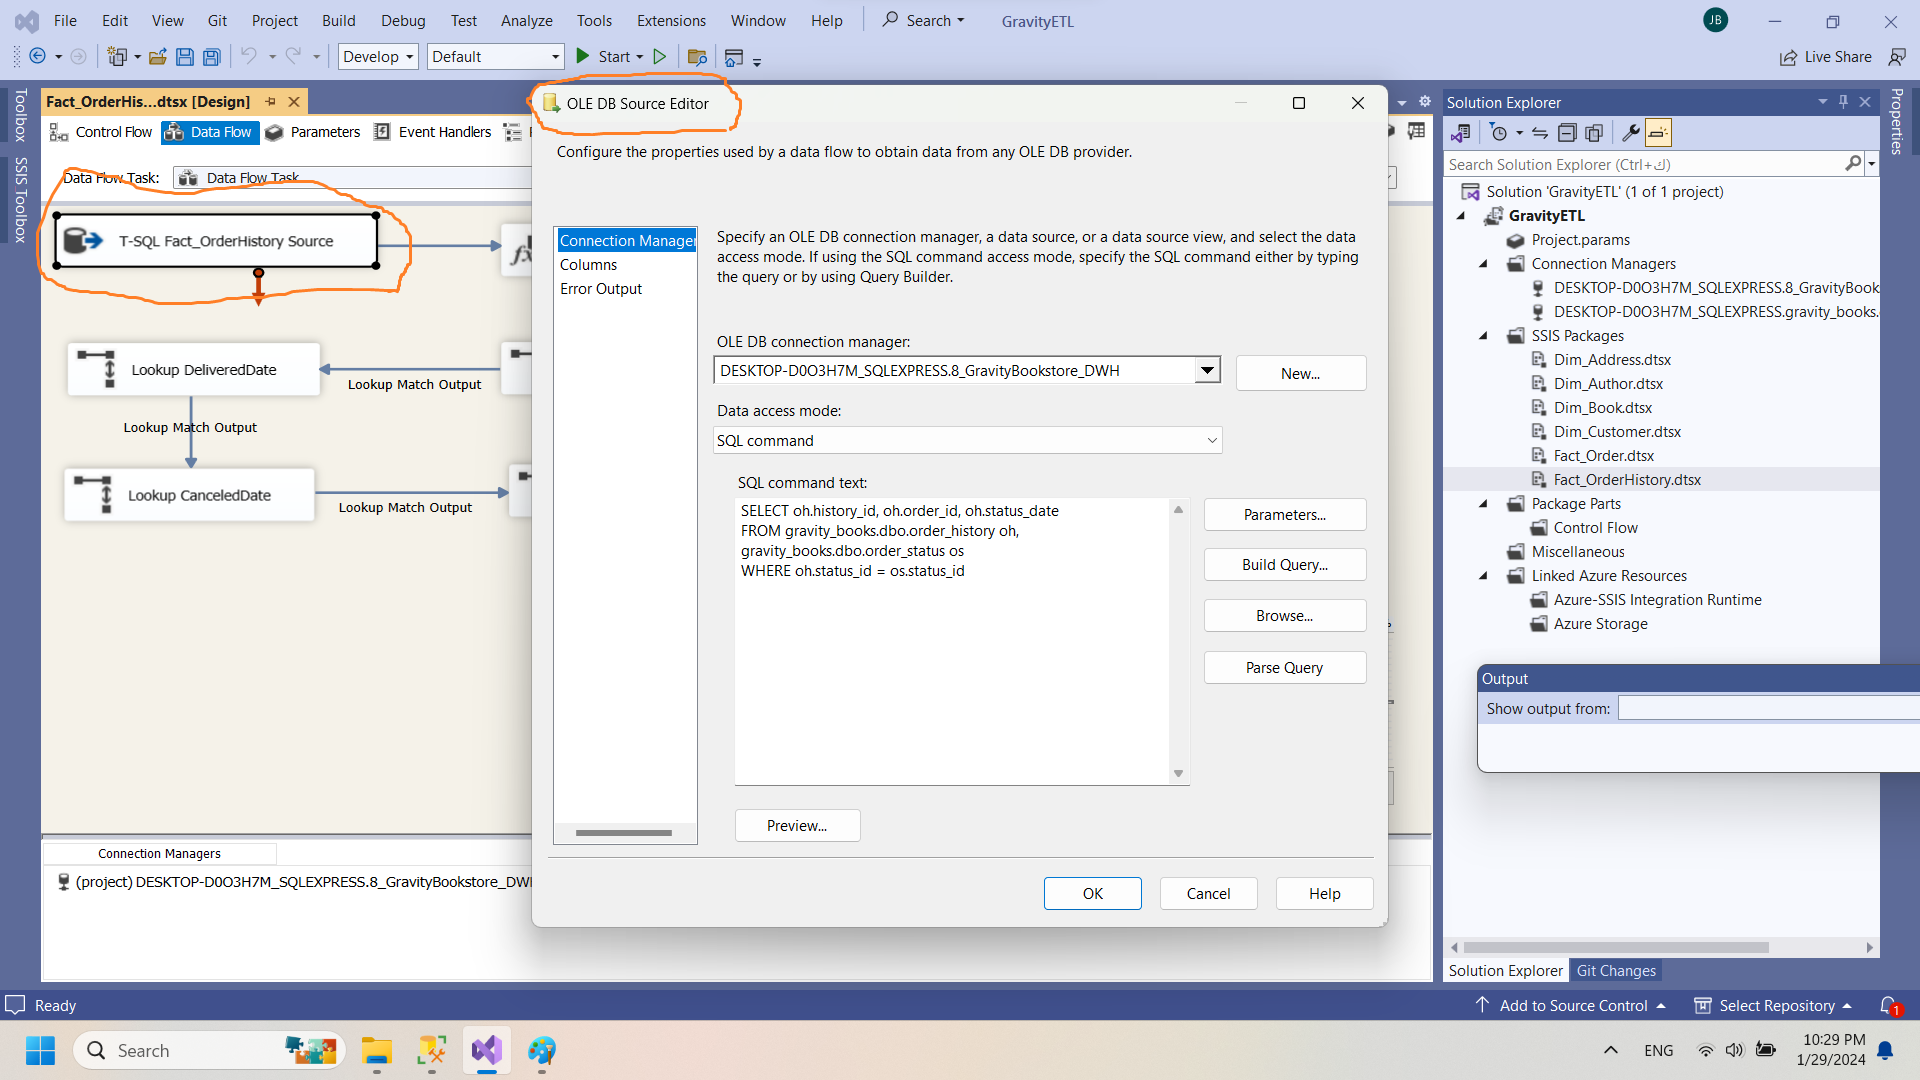 File Edit View Git Project Build Debug Test Analyze Tools Extensions Window Help Search GravityETL JB
Develop Default Start Live Share
Toolbox
SSIS Toolbox
Fact_OrderHis...dtsx [Design]
Control Flow Data Flow Parameters Event Handlers
Data Flow Task: Data Flow Task
T-SQL Fact_OrderHistory Source
fx
Lookup DeliveredDate
Lookup Match Output
Lookup Match Output
Lookup CanceledDate
Lookup Match Output
Connection Managers
(project) DESKTOP-D0O3H7M_SQLEXPRESS.8_GravityBookstore_DWH
OLE DB Source Editor
Configure the properties used by a data flow to obtain data from any OLE DB provider.
Connection Manager
Columns
Error Output
Specify an OLE DB connection manager, a data source, or a data source view, and select the data
access mode. If using the SQL command access mode, specify the SQL command either by typing
the query or by using Query Builder.
OLE DB connection manager:
DESKTOP-D0O3H7M_SQLEXPRESS.8_GravityBookstore_DWH
New...
Data access mode:
SQL command
SQL command text:
SELECT oh.history_id, oh.order_id, oh.status_date
FROM gravity_books.dbo.order_history oh,
gravity_books.dbo.order_status os
WHERE oh.status_id = os.status_id
Parameters...
Build Query...
Browse...
Parse Query
Preview...
OK Cancel Help
Solution Explorer
Search Solution Explorer (Ctrl+ك)
Solution 'GravityETL' (1 of 1 project)
GravityETL
Project.params
Connection Managers
DESKTOP-D0O3H7M_SQLEXPRESS.8_GravityBook
DESKTOP-D0O3H7M_SQLEXPRESS.gravity_books.
SSIS Packages
Dim_Address.dtsx
Dim_Author.dtsx
Dim_Book.dtsx
Dim_Customer.dtsx
Fact_Order.dtsx
Fact_OrderHistory.dtsx
Package Parts
Control Flow
Miscellaneous
Linked Azure Resources
Azure-SSIS Integration Runtime
Azure Storage
Output
Show output from:
Solution Explorer Git Changes
Properties
Ready Add to Source Control Select Repository 1
Search ENG 10:29 PM
1/29/2024